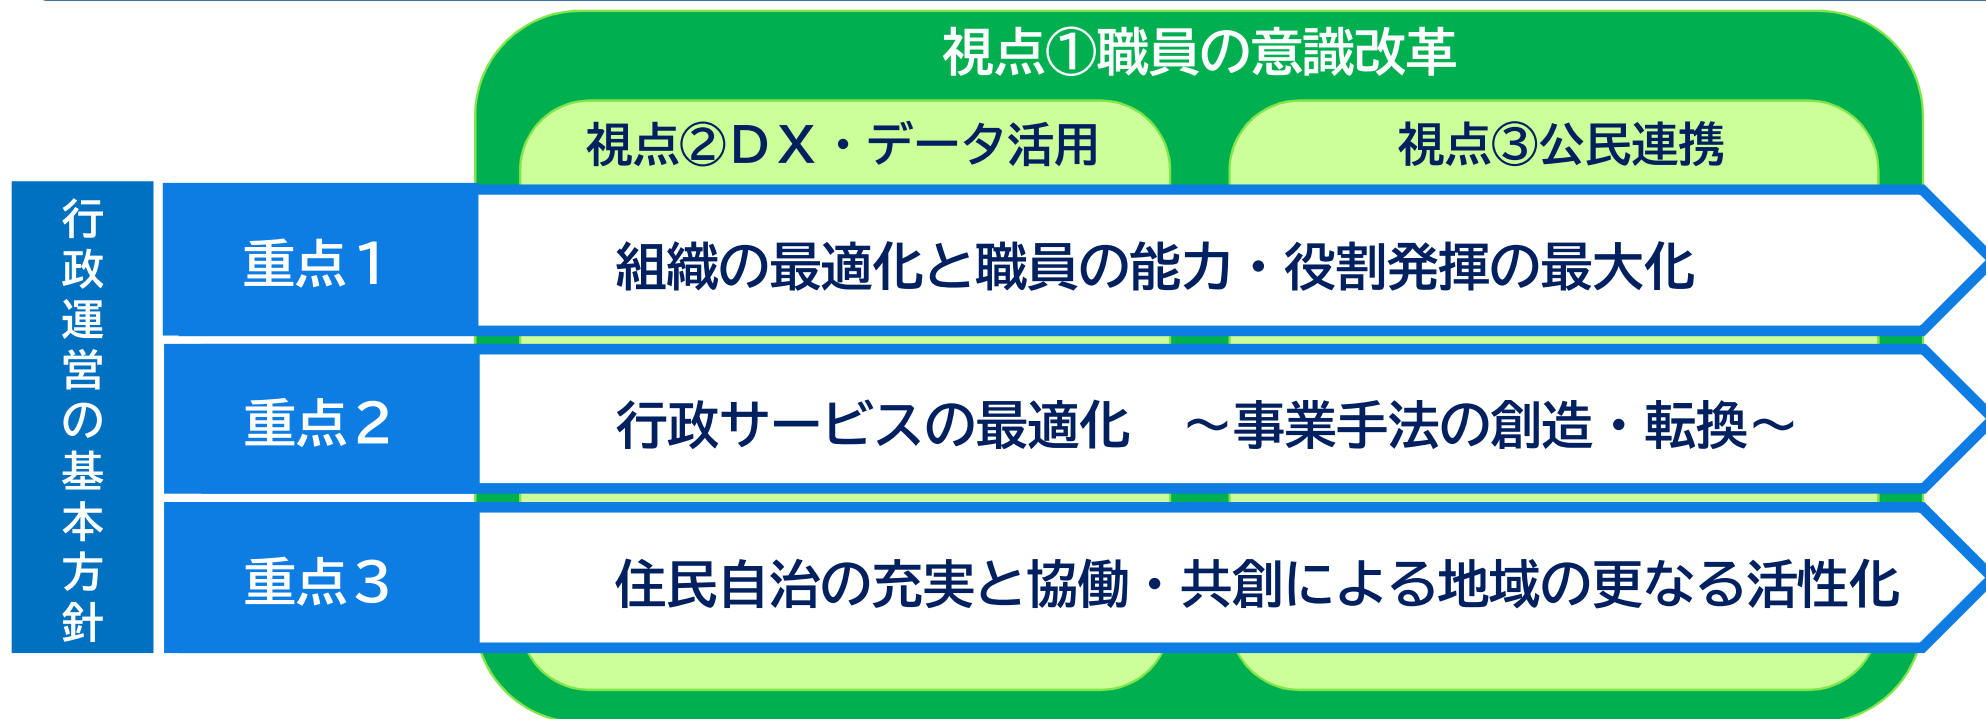 視点①職員の意識改革
視点②ＤＸ・データ活用
視点③公民連携
行政運営の基本方針
重点１
組織の最適化と職員の能力・役割発揮の最大化
重点２
行政サービスの最適化　～事業手法の創造・転換～
重点３
住民自治の充実と協働・共創による地域の更なる活性化